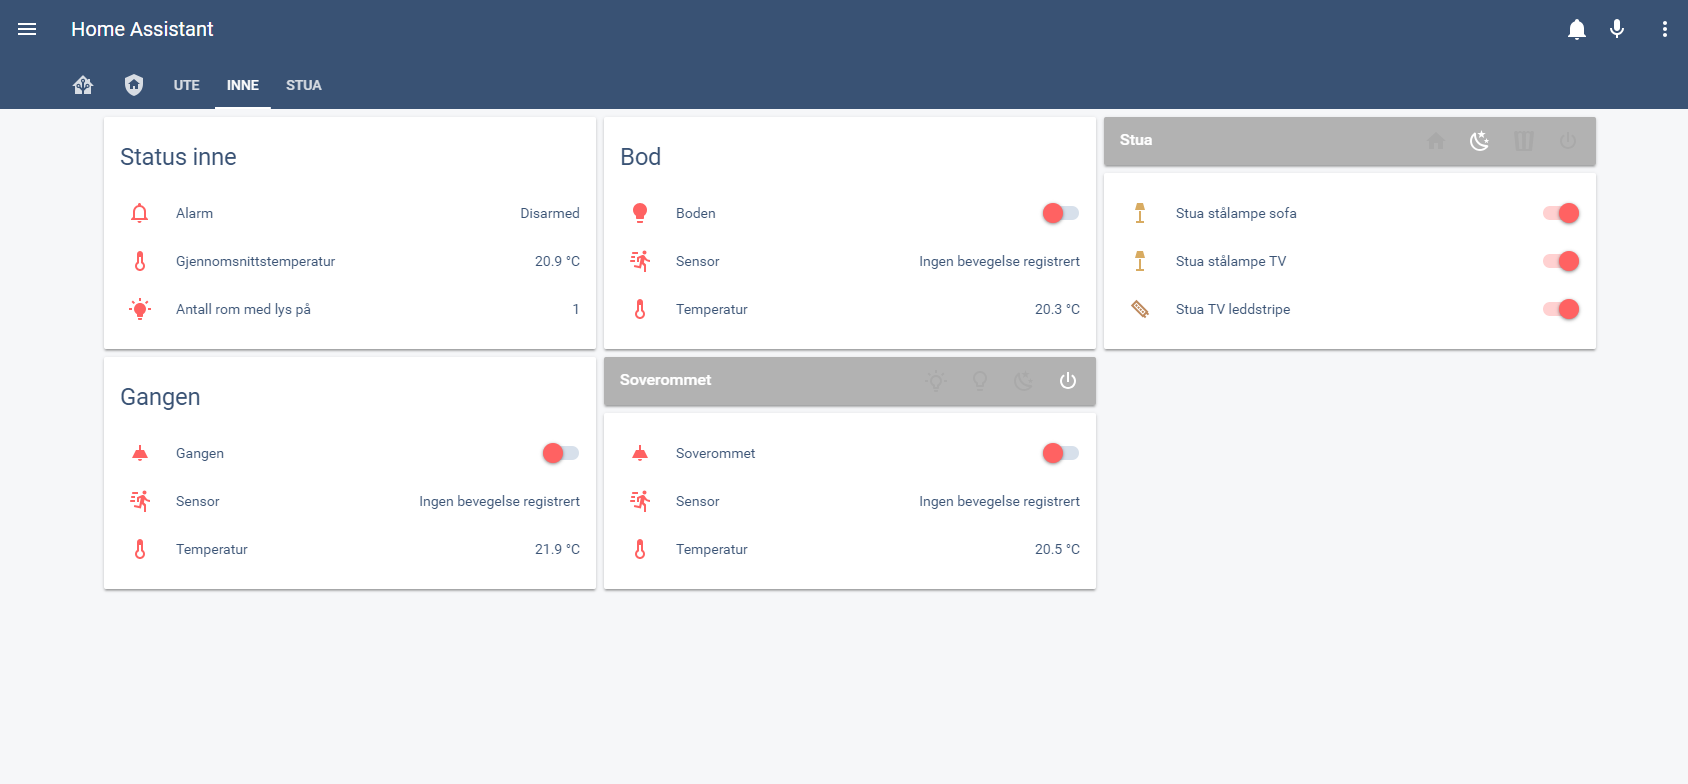 Home Assistant
UTE INNE STUA
Status inne
Alarm Disarmed
Gjennomsnittstemperatur 20.9 °C
Antall rom med lys på 1
Bod
Boden
Sensor Ingen bevegelse registrert
Temperatur 20.3 °C
Stua
Stua stålampe sofa
Stua stålampe TV
Stua TV leddstripe
Gangen
Gangen
Sensor Ingen bevegelse registrert
Temperatur 21.9 °C
Soverommet
Soverommet
Sensor Ingen bevegelse registrert
Temperatur 20.5 °C